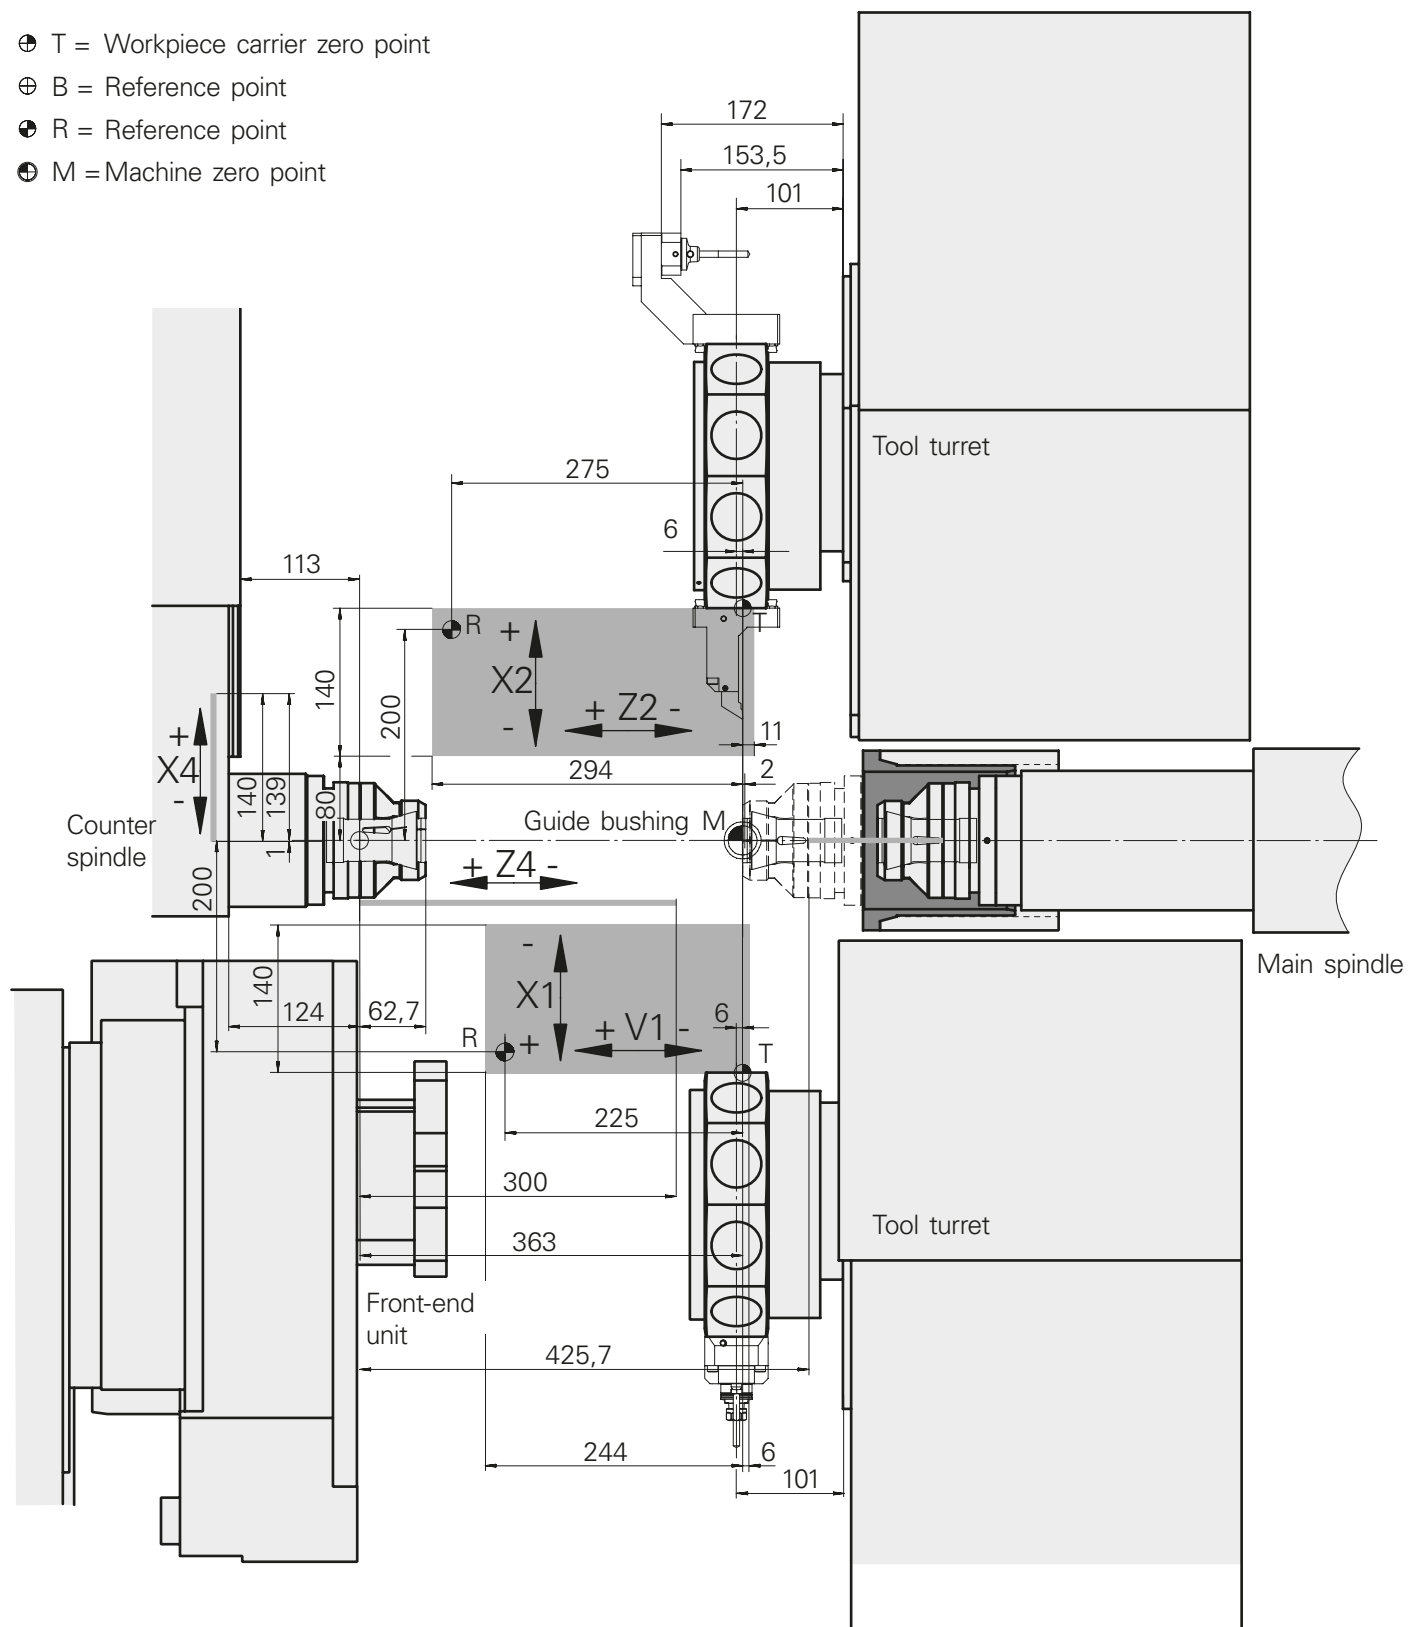 T = Workpiece carrier zero point
B = Reference point
R = Reference point
M = Machine zero point
172
153,5
101
Tool turret
275
6
113
R
+
T
X2
140
200
- + Z2 -
11
+
X4
-
140
139
80
294
2
Counter
spindle
Guide bushing M
1
+ Z4 -
200
-
140
X1
Main spindle
124
62,7
6
+ V1 -
R
+
T
225
300
Tool turret
363
Front-end
unit
425,7
244
6
101